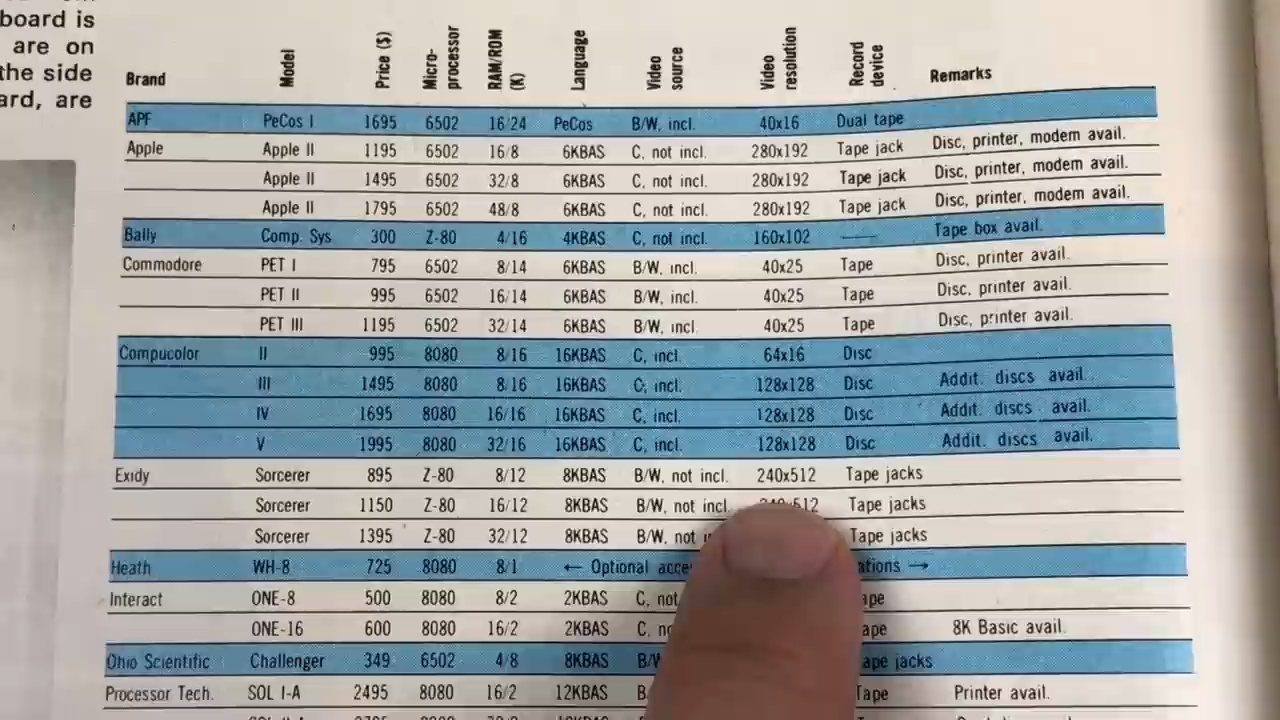 board is
are on
the side
ard, are
Brand Model Price ($) Micro-processor RAM/ROM (K) Language Video source Video resolution Record device Remarks
APF PeCos I 1695 6502 16/24 PeCos B/W, incl. 40x16 Dual tape
Apple Apple II 1195 6502 16/8 6KBAS C, not incl. 280x192 Tape jack Disc, printer, modem avail.
Apple II 1495 6502 32/8 6KBAS C, not incl. 280x192 Tape jack Disc, printer, modem avail.
Apple II 1795 6502 48/8 6KBAS C, not incl. 280x192 Tape jack Disc, printer, modem avail.
Bally Comp. Sys 300 Z-80 4/16 4KBAS C, not incl. 160x102 —— Tape box avail.
Commodore PET I 795 6502 8/14 6KBAS B/W, incl. 40x25 Tape Disc, printer avail.
PET II 995 6502 16/14 6KBAS B/W, incl. 40x25 Tape Disc, printer avail.
PET III 1195 6502 32/14 6KBAS B/W, incl. 40x25 Tape Disc, printer avail.
Compucolor II 995 8080 8/16 16KBAS C, incl. 64x16 Disc
III 1495 8080 8/16 16KBAS C, incl. 128x128 Disc Addit. discs avail.
IV 1695 8080 16/16 16KBAS C, incl. 128x128 Disc Addit. discs avail.
V 1995 8080 32/16 16KBAS C, incl. 128x128 Disc Addit. discs avail.
Exidy Sorcerer 895 Z-80 8/12 8KBAS B/W, not incl. 240x512 Tape jacks
Sorcerer 1150 Z-80 16/12 8KBAS B/W, not incl. Tape jacks
Sorcerer 1395 Z-80 32/12 8KBAS B/W, not Tape jacks
Heath WH-8 725 8080 8/1 ← Optional ations →
Interact ONE-8 500 8080 8/2 2KBAS C, not ape
ONE-16 600 8080 16/2 2KBAS C, ape 8K Basic avail.
Ohio Scientific Challenger 349 6502 4/8 8KBAS ape jacks
Processor Tech. SOL I-A 2495 8080 16/2 12KBAS Tape Printer avail.